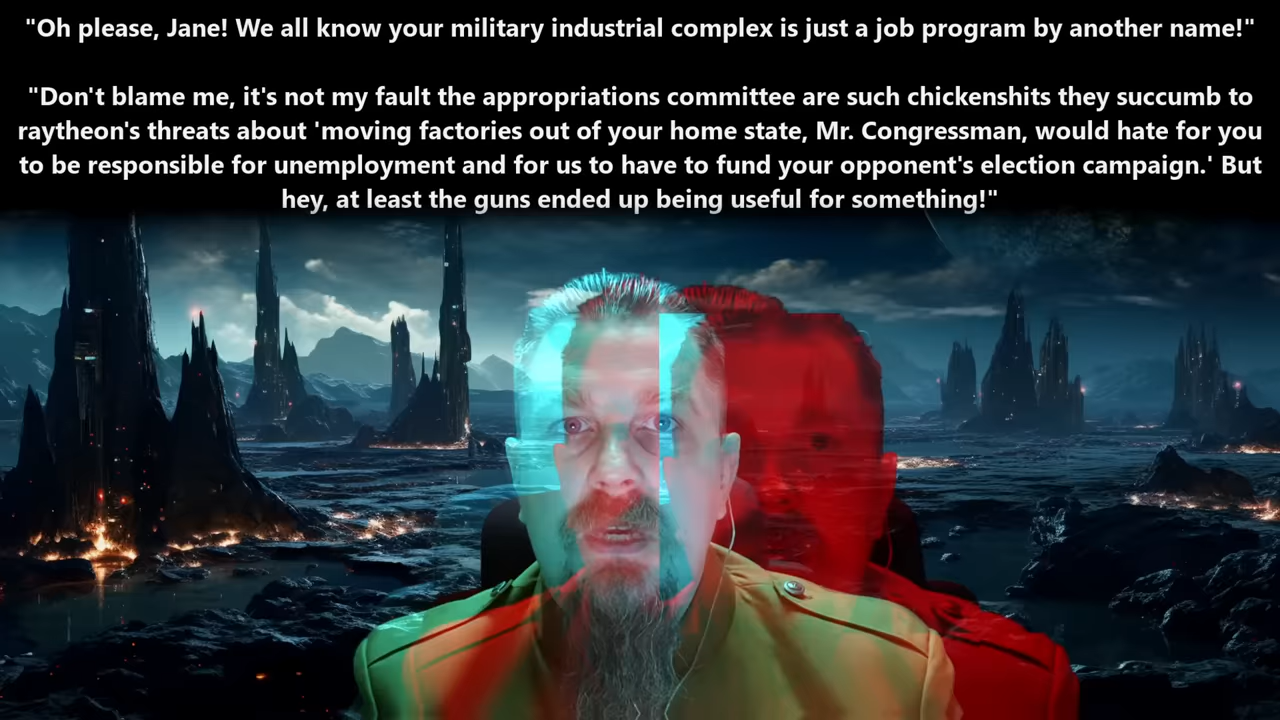 "Oh please, Jane! We all know your military industrial complex is just a job program by another name!"
"Don't blame me, it's not my fault the appropriations committee are such chickenshits they succumb to
raytheon's threats about 'moving factories out of your home state, Mr. Congressman, would hate for you
to be responsible for unemployment and for us to have to fund your opponent's election campaign.' But
hey, at least the guns ended up being useful for something!"